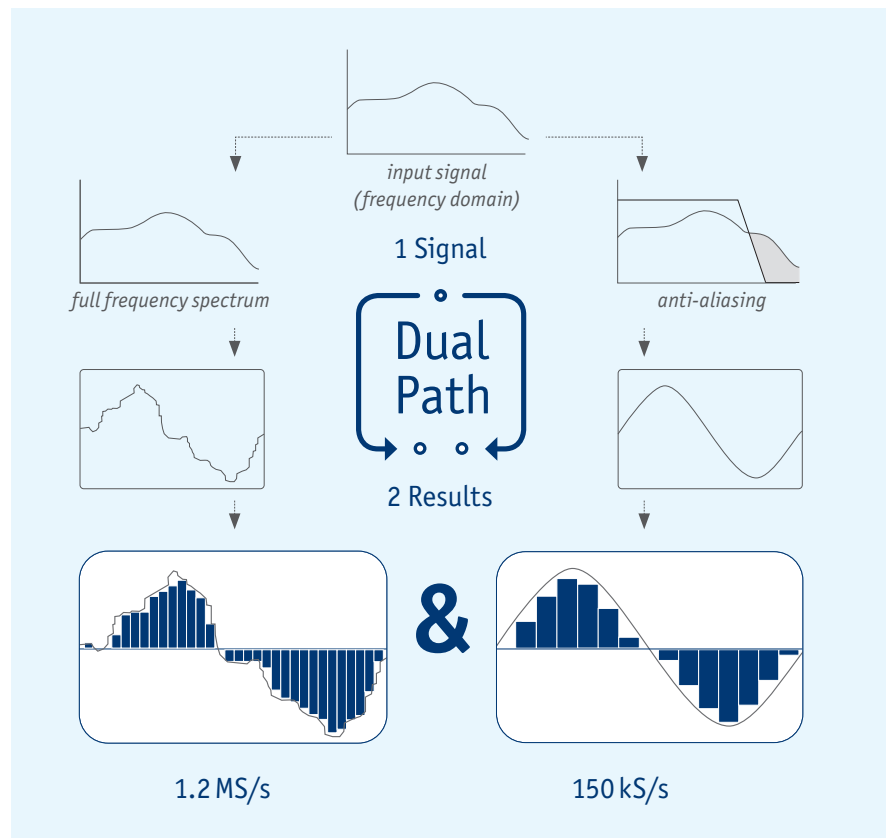 input signal
(frequency domain)
1 Signal
full frequency spectrum
anti-aliasing
Dual
Path
2 Results
&
1.2 MS/s
150 kS/s